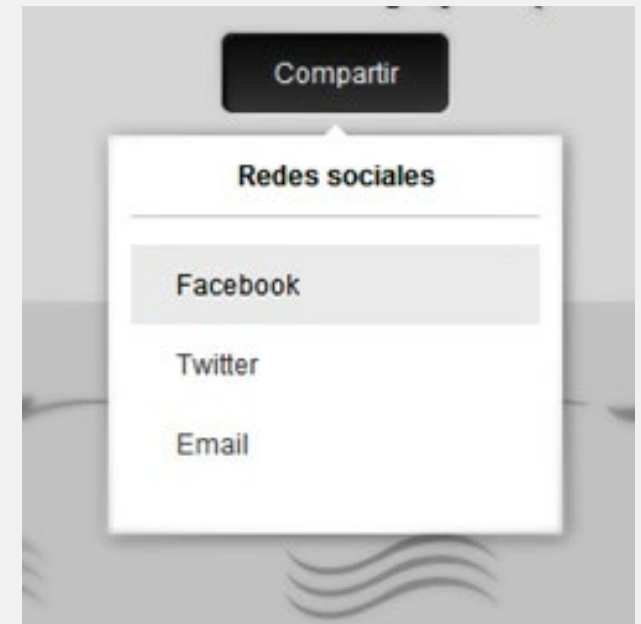 Compartir
Redes sociales
Facebook
Twitter
Email